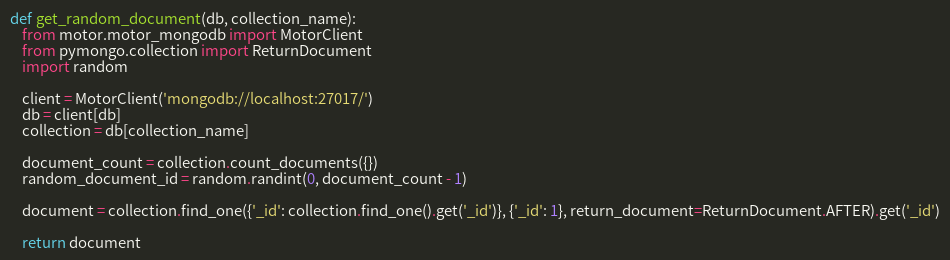 def get_random_document(db, collection_name):
from motor.motor_mongodb import MotorClient
from pymongo.collection import ReturnDocument
import random
client = MotorClient('mongodb://localhost:27017/')
db = client[db]
collection = db[collection_name]
document_count = collection.count_documents({})
random_document_id = random.randint(0, document_count - 1)
document = collection.find_one({'_id': collection.find_one().get('_id')}, {'_id': 1}, return_document=ReturnDocument.AFTER).get('_id')
return document